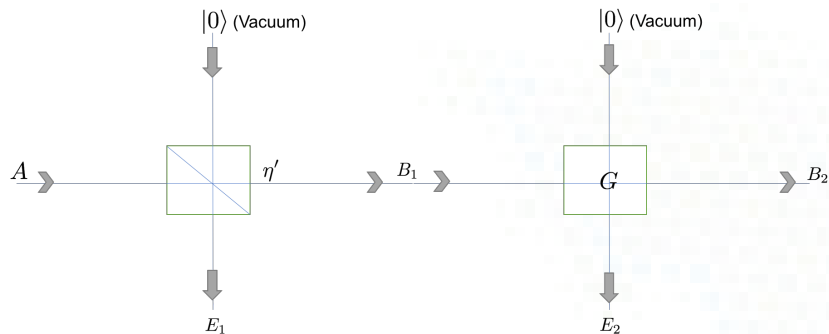 |0⟩ (Vacuum) |0⟩ (Vacuum)
A η′ B₁ G B₂
E₁ E₂